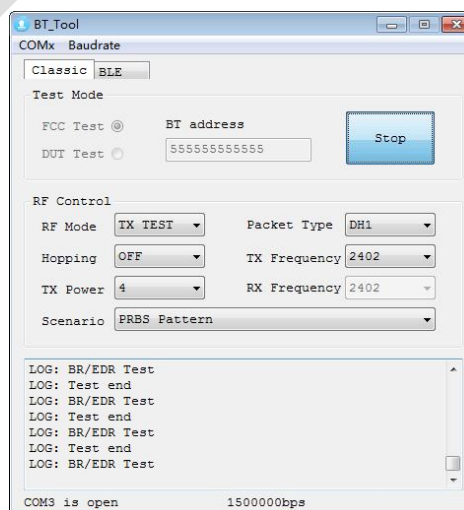 BT_Tool
COMx Baudrate
Classic BLE
Test Mode
FCC Test BT address
DUT Test 555555555555
Stop
RF Control
RF Mode TX TEST Packet Type DH1
Hopping OFF TX Frequency 2402
TX Power 4 RX Frequency 2402
Scenario PRBS Pattern
LOG: BR/EDR Test
LOG: Test end
LOG: BR/EDR Test
LOG: Test end
LOG: BR/EDR Test
LOG: Test end
LOG: BR/EDR Test
COM3 is open 1500000bps